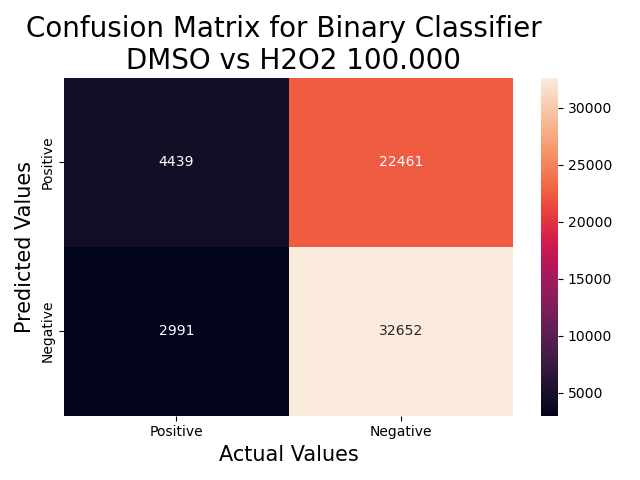 Confusion Matrix for Binary Classifier
DMSO vs H2O2 100.000
Predicted Values
Positive
Negative
4439
22461
2991
32652
Positive
Negative
Actual Values
30000
25000
20000
15000
10000
5000